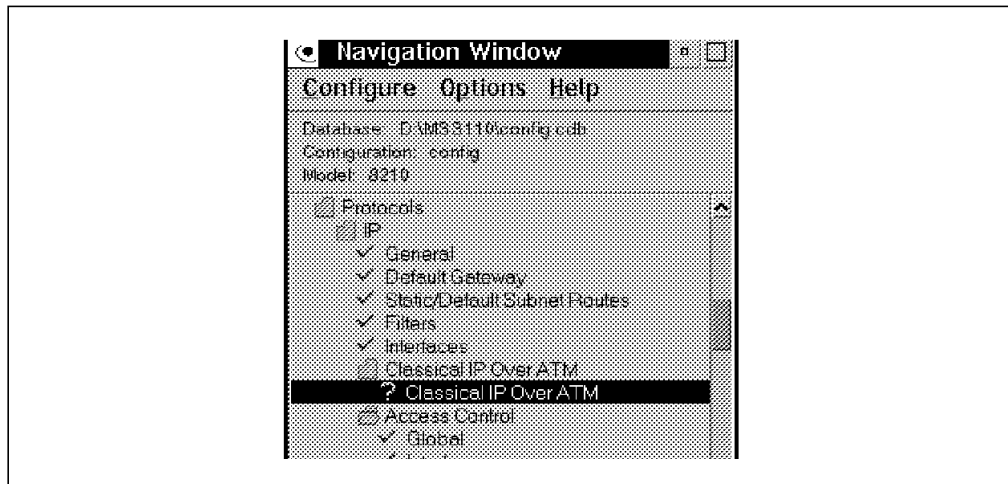 Navigation Window
Configure Options Help
Database: D:\MSS110\config.cdb
Configuration: config
Model: 8210
Protocols
IP
General
Default Gateway
Static/Default Subnet Routes
Filters
Interfaces
Classical IP Over ATM
? Classical IP Over ATM
Access Control
Global